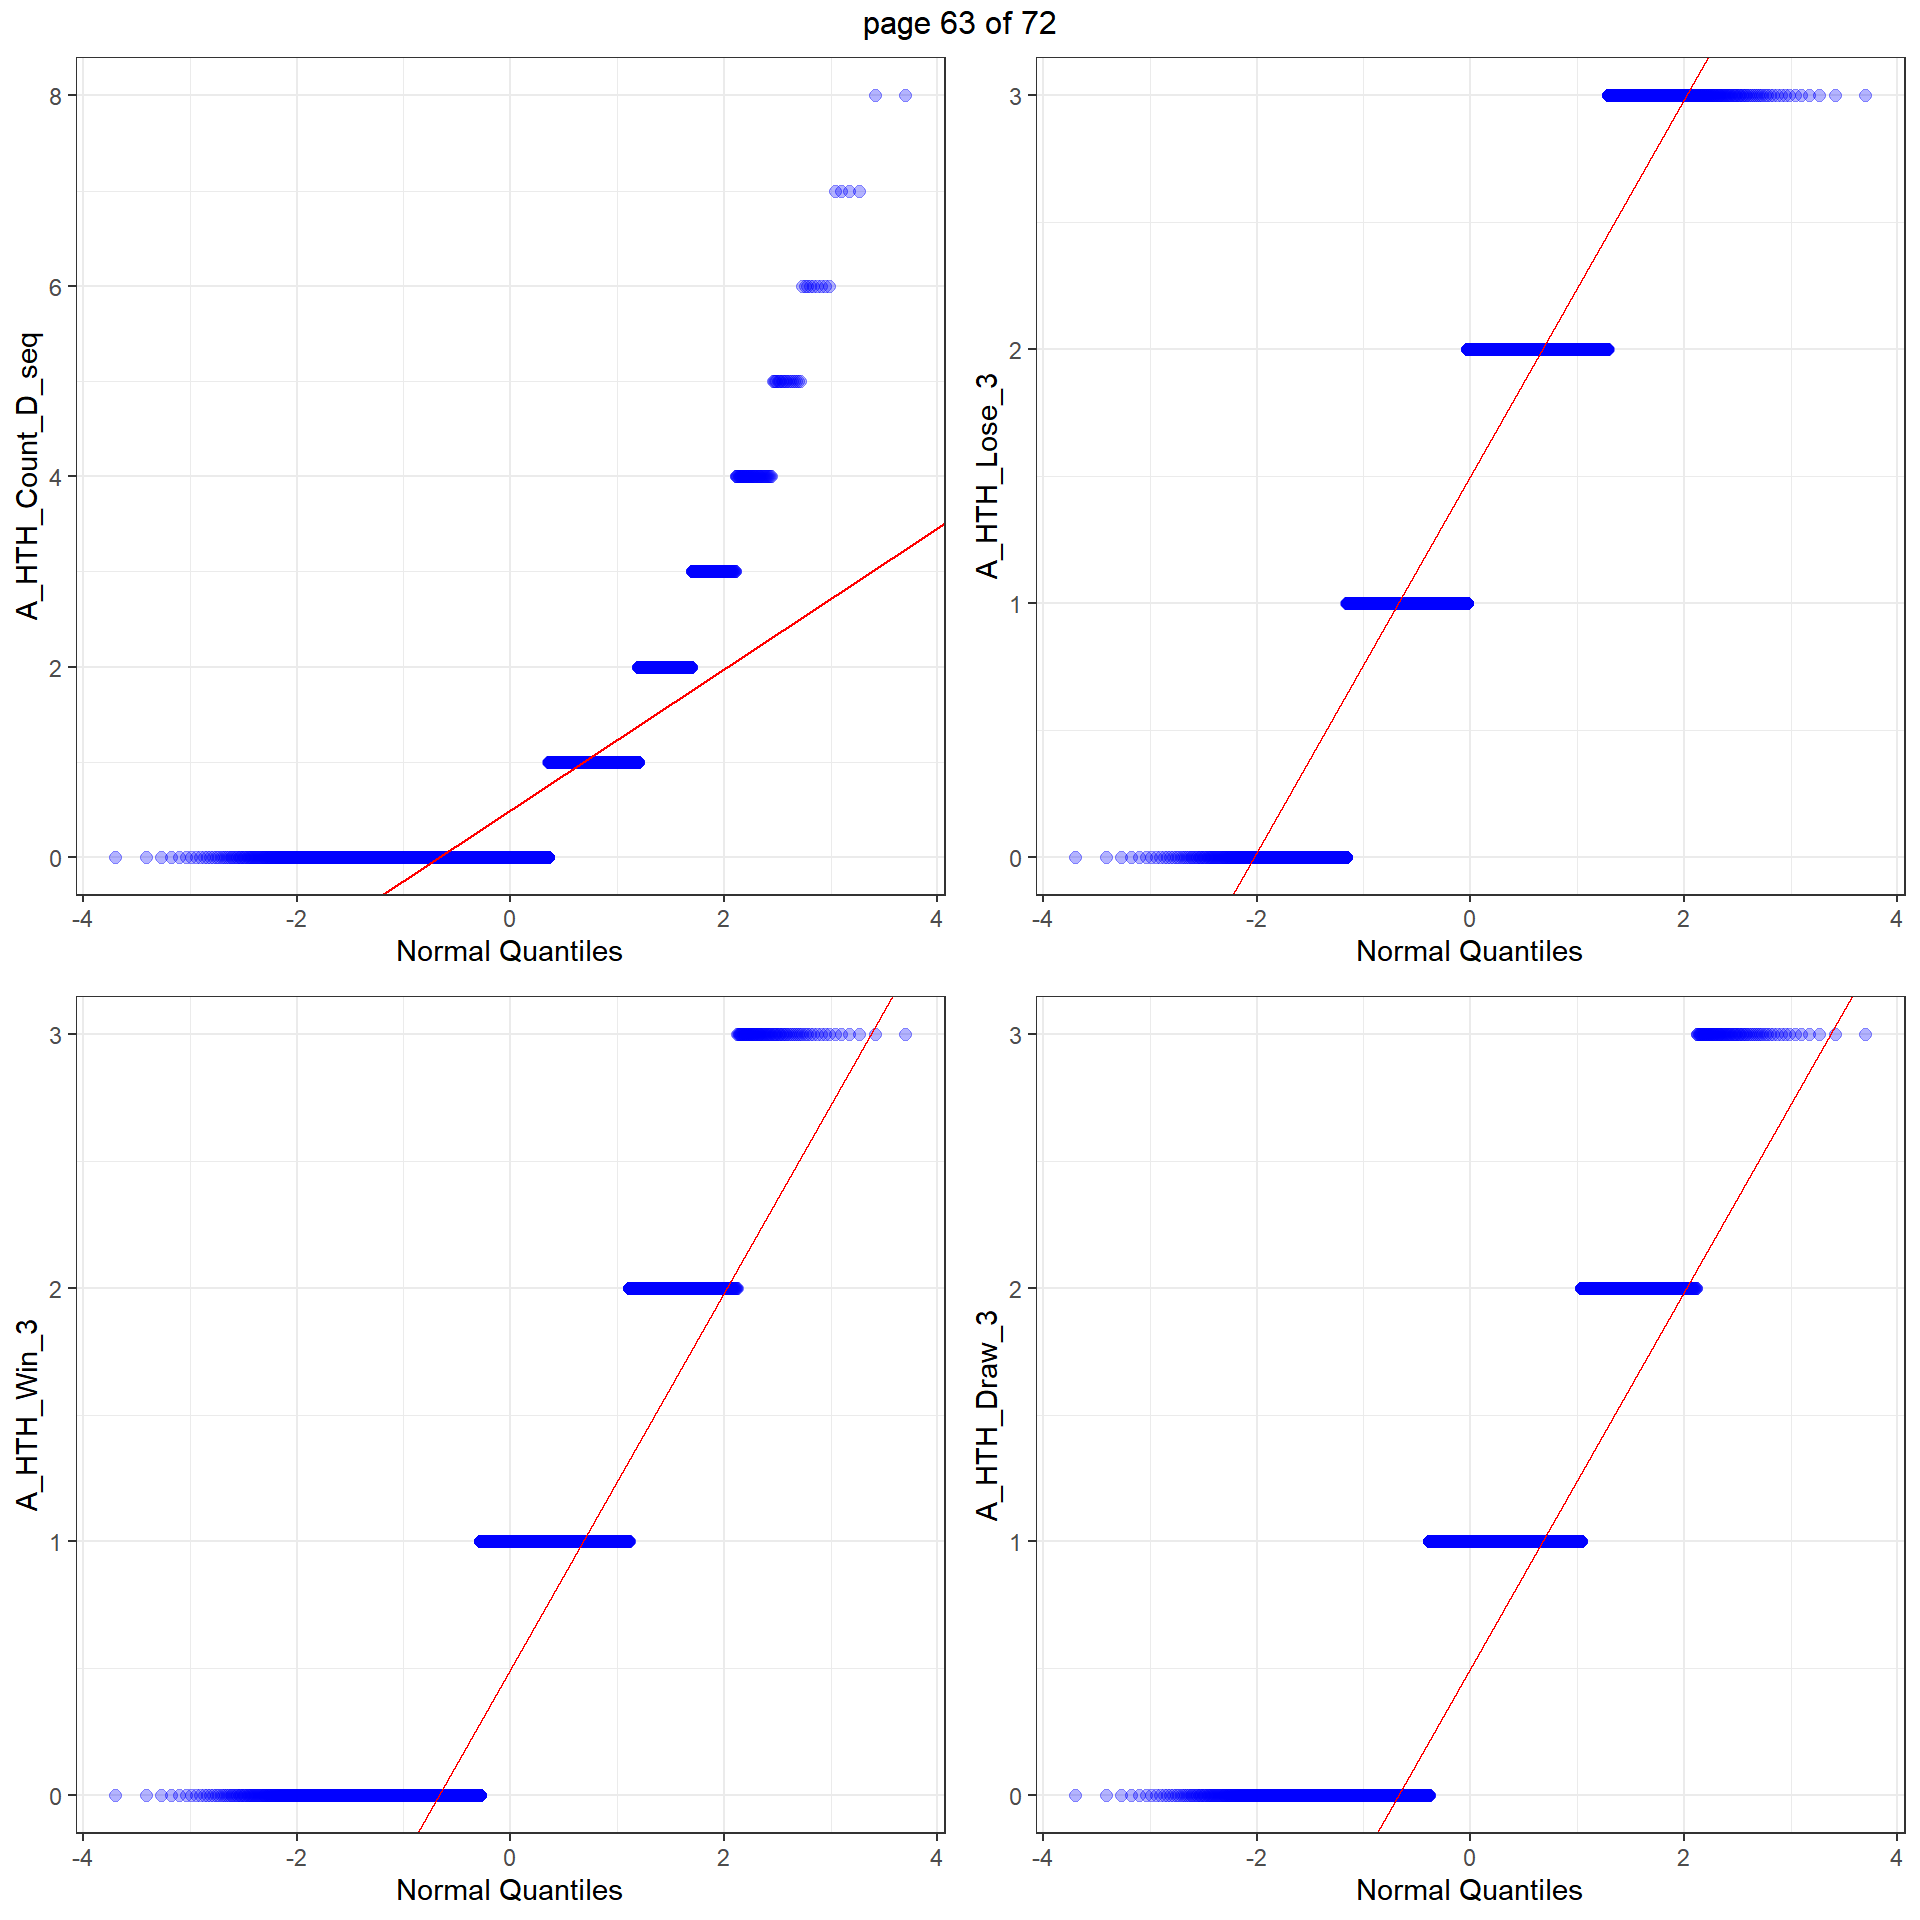 page 63 of 72
A_HTH_Count_D_seq
8
6
4
2
0
-4 -2 0 2 4
Normal Quantiles
A_HTH_Lose_3
3
2
1
0
-4 -2 0 2 4
Normal Quantiles
A_HTH_Win_3
3
2
1
0
-4 -2 0 2 4
Normal Quantiles
A_HTH_Draw_3
3
2
1
0
-4 -2 0 2 4
Normal Quantiles